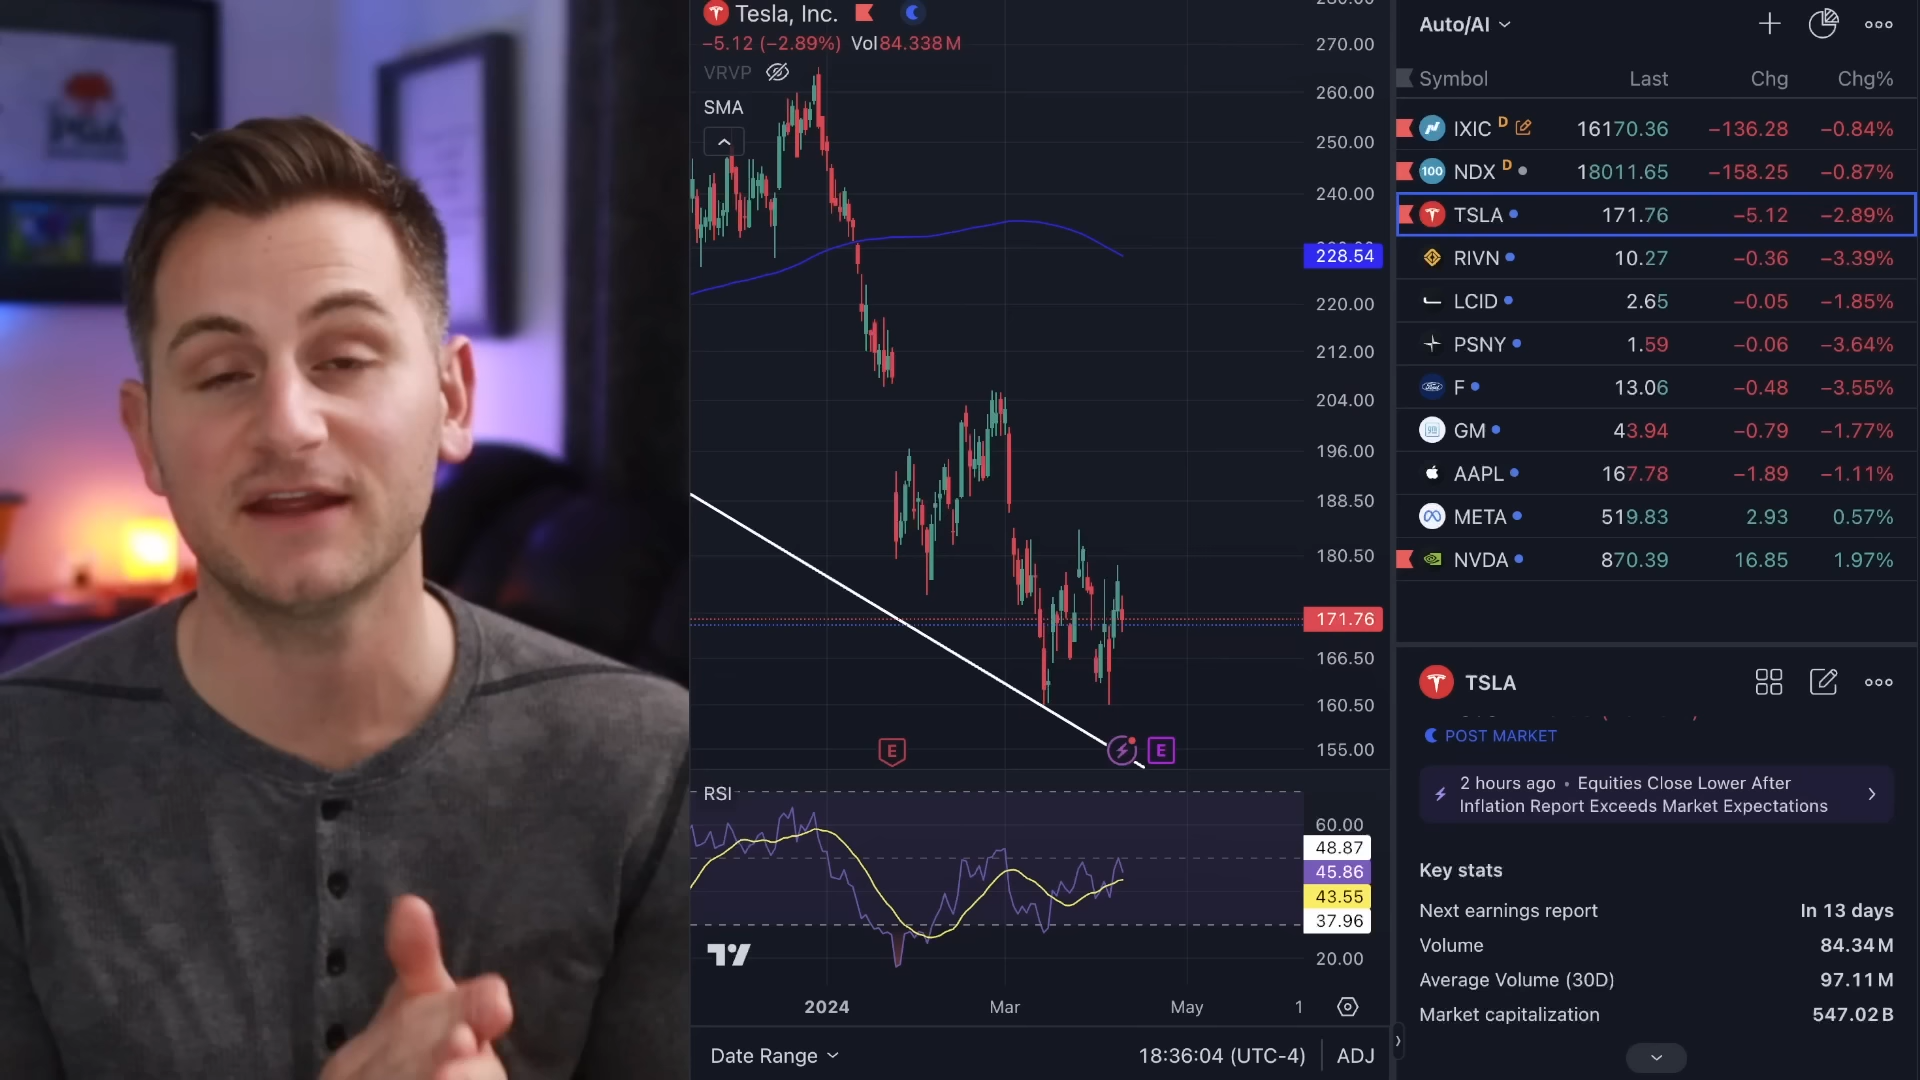 PGA
Tesla, Inc.
−5.12 (−2.89%) Vol 84.338 M
VRVP
SMA
270.00
260.00
250.00
240.00
228.54
220.00
212.00
204.00
196.00
188.50
180.50
171.76
166.50
160.50
155.00
E
E
RSI
60.00
48.87
45.86
43.55
37.96
20.00
2024 Mar May 1
Date Range 18:36:04 (UTC-4) ADJ
Auto/AI
Symbol Last Chg Chg%
IXIC D 16170.36 −136.28 −0.84%
100 NDX D 18011.65 −158.25 −0.87%
TSLA 171.76 −5.12 −2.89%
RIVN 10.27 −0.36 −3.39%
LCID 2.65 −0.05 −1.85%
PSNY 1.59 −0.06 −3.64%
F 13.06 −0.48 −3.55%
GM 43.94 −0.79 −1.77%
AAPL 167.78 −1.89 −1.11%
META 519.83 2.93 0.57%
NVDA 870.39 16.85 1.97%
TSLA
POST MARKET
2 hours ago • Equities Close Lower After
Inflation Report Exceeds Market Expectations
Key stats
Next earnings report In 13 days
Volume 84.34 M
Average Volume (30D) 97.11 M
Market capitalization 547.02 B